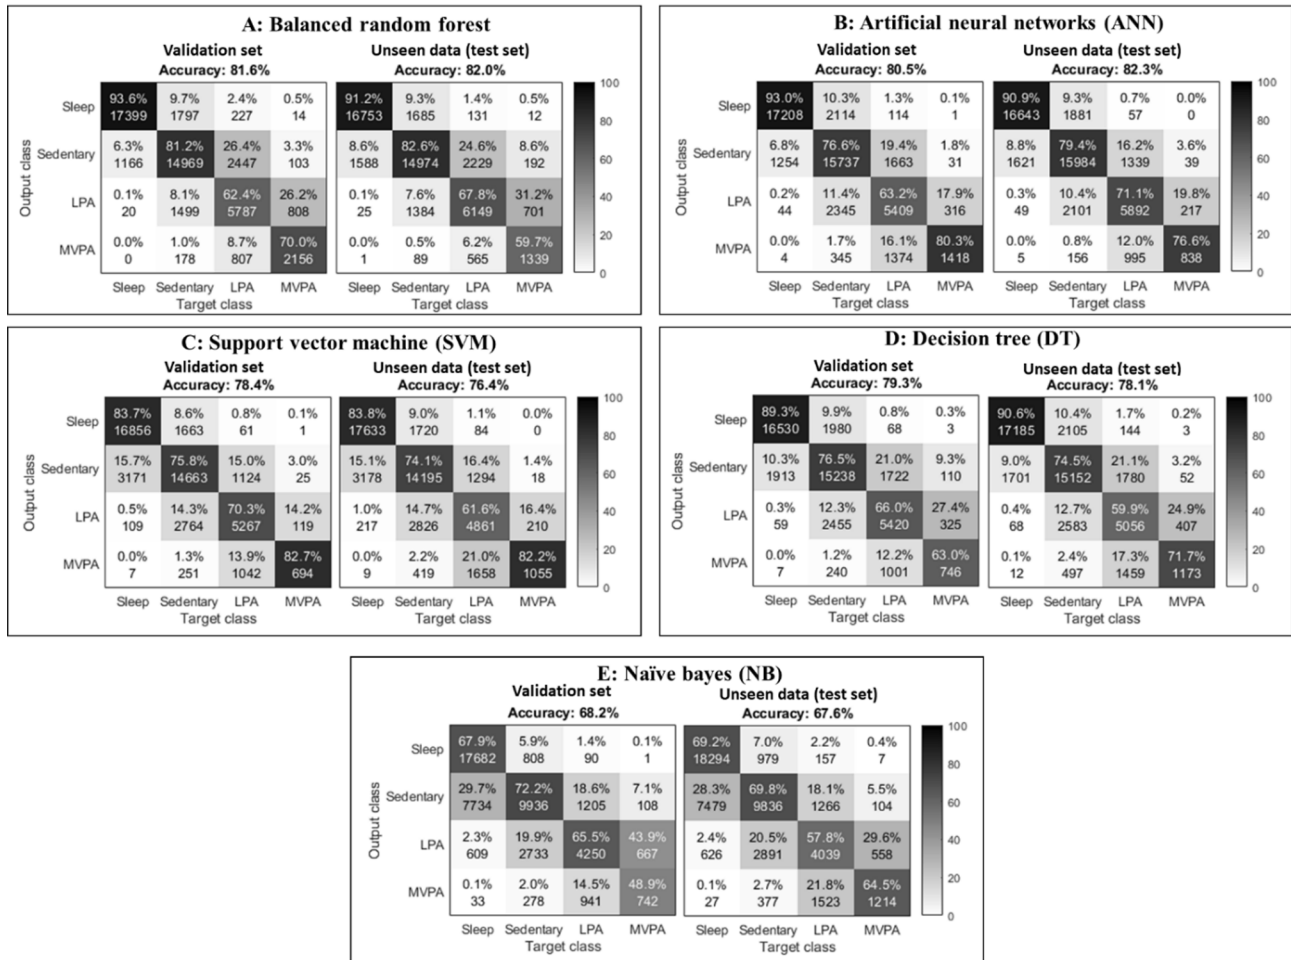 A: Balanced random forest
Validation set
Accuracy: 81.6%
Unseen data (test set)
Accuracy: 82.0%
Output class
Sleep 93.6% 9.7% 2.4% 0.5% 91.2% 9.3% 1.4% 0.5% 100
17399 1797 227 14 16753 1685 131 12
80
Sedentary 6.3% 81.2% 26.4% 3.3% 8.6% 82.6% 24.6% 8.6%
1166 14969 2447 103 1588 14974 2229 192 60
LPA 0.1% 8.1% 62.4% 26.2% 0.1% 7.6% 67.8% 31.2% 40
20 1499 5787 808 25 1384 6149 701
20
MVPA 0.0% 1.0% 8.7% 70.0% 0.0% 0.5% 6.2% 59.7%
0 178 807 2156 1 89 565 1339 0
Sleep Sedentary LPA MVPA Sleep Sedentary LPA MVPA
Target class Target class
B: Artificial neural networks (ANN)
Validation set
Accuracy: 80.5%
Unseen data (test set)
Accuracy: 82.3%
Output class
Sleep 93.0% 10.3% 1.3% 0.1% 90.9% 9.3% 0.7% 0.0% 100
17208 2114 114 1 16643 1881 57 0
80
Sedentary 6.8% 76.6% 19.4% 1.8% 8.8% 79.4% 16.2% 3.6%
1254 15737 1663 31 1621 15984 1339 39 60
LPA 0.2% 11.4% 63.2% 17.9% 0.3% 10.4% 71.1% 19.8% 40
44 2345 5409 316 49 2101 5892 217
20
MVPA 0.0% 1.7% 16.1% 80.3% 0.0% 0.8% 12.0% 76.6%
4 345 1374 1418 5 156 995 838 0
Sleep Sedentary LPA MVPA Sleep Sedentary LPA MVPA
Target class Target class
C: Support vector machine (SVM)
Validation set
Accuracy: 78.4%
Unseen data (test set)
Accuracy: 76.4%
Output class
Sleep 83.7% 8.6% 0.8% 0.1% 83.8% 9.0% 1.1% 0.0% 100
16856 1663 61 1 17633 1720 84 0
80
Sedentary 15.7% 75.8% 15.0% 3.0% 15.1% 74.1% 16.4% 1.4%
3171 14663 1124 25 3178 14195 1294 18 60
LPA 0.5% 14.3% 70.3% 14.2% 1.0% 14.7% 61.6% 16.4% 40
109 2764 5267 119 217 2826 4861 210
20
MVPA 0.0% 1.3% 13.9% 82.7% 0.0% 2.2% 21.0% 82.2%
7 251 1042 694 9 419 1658 1055 0
Sleep Sedentary LPA MVPA Sleep Sedentary LPA MVPA
Target class Target class
D: Decision tree (DT)
Validation set
Accuracy: 79.3%
Unseen data (test set)
Accuracy: 78.1%
Output class
Sleep 89.3% 9.9% 0.8% 0.3% 90.6% 10.4% 1.7% 0.2% 100
16530 1980 68 3 17185 2105 144 3
80
Sedentary 10.3% 76.5% 21.0% 9.3% 9.0% 74.5% 21.1% 3.2%
1913 15238 1722 110 1701 15152 1780 52 60
LPA 0.3% 12.3% 66.0% 27.4% 0.4% 12.7% 59.9% 24.9% 40
59 2455 5420 325 68 2583 5056 407
20
MVPA 0.0% 1.2% 12.2% 63.0% 0.1% 2.4% 17.3% 71.7%
7 240 1001 746 12 497 1459 1173 0
Sleep Sedentary LPA MVPA Sleep Sedentary LPA MVPA
Target class Target class
E: Naïve bayes (NB)
Validation set
Accuracy: 68.2%
Unseen data (test set)
Accuracy: 67.6%
Output class
Sleep 67.9% 5.9% 1.4% 0.1% 69.2% 7.0% 2.2% 0.4% 100
17682 808 90 1 18294 979 157 7
80
Sedentary 29.7% 72.2% 18.6% 7.1% 28.3% 69.8% 18.1% 5.5%
7734 9936 1205 108 7479 9836 1266 104 60
LPA 2.3% 19.9% 65.5% 43.9% 2.4% 20.5% 57.8% 29.6% 40
609 2733 4250 667 626 2891 4039 558
20
MVPA 0.1% 2.0% 14.5% 48.9% 0.1% 2.7% 21.8% 64.5%
33 278 941 742 27 377 1523 1214 0
Sleep Sedentary LPA MVPA Sleep Sedentary LPA MVPA
Target class Target class